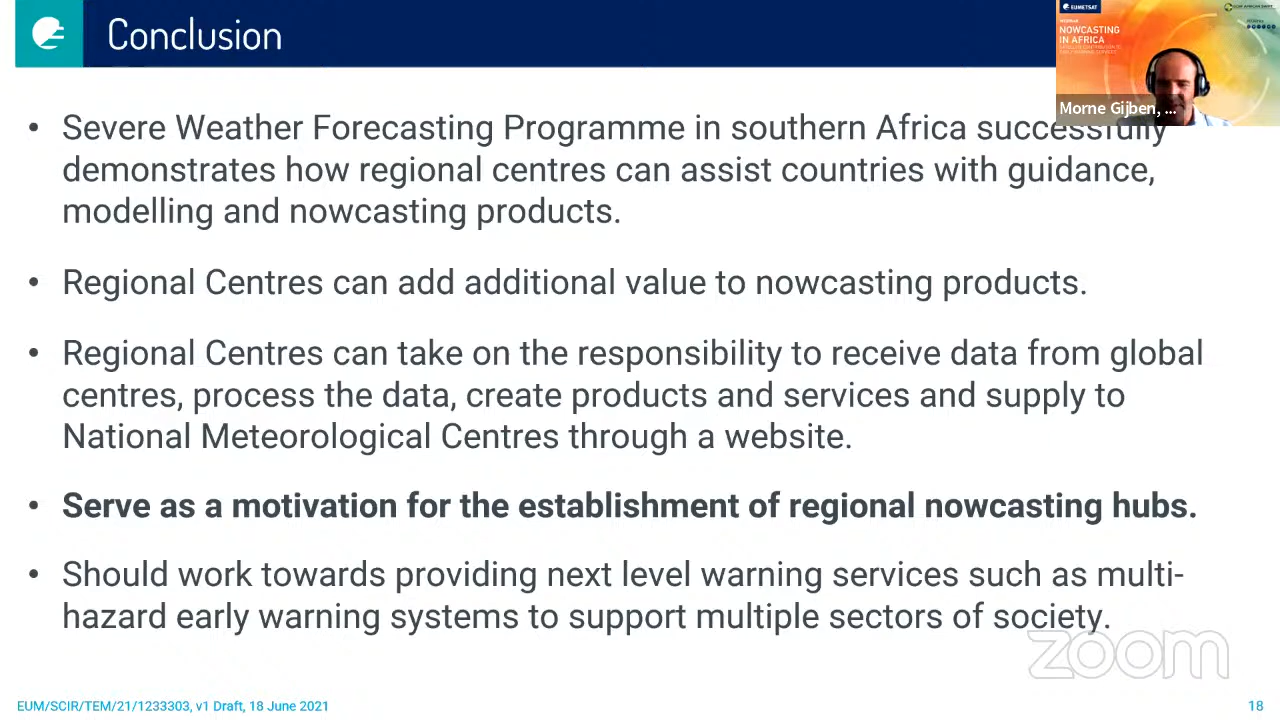 Conclusion
EUMETSAT
NOWCASTING
IN AFRICA
Morne Gijben, ...
• Severe Weather Forecasting Programme in southern Africa successfully
demonstrates how regional centres can assist countries with guidance,
modelling and nowcasting products.
• Regional Centres can add additional value to nowcasting products.
• Regional Centres can take on the responsibility to receive data from global
centres, process the data, create products and services and supply to
National Meteorological Centres through a website.
• Serve as a motivation for the establishment of regional nowcasting hubs.
• Should work towards providing next level warning services such as multi-
hazard early warning systems to support multiple sectors of society.
zoom
EUM/SCIR/TEM/21/1233303, v1 Draft, 18 June 2021
18